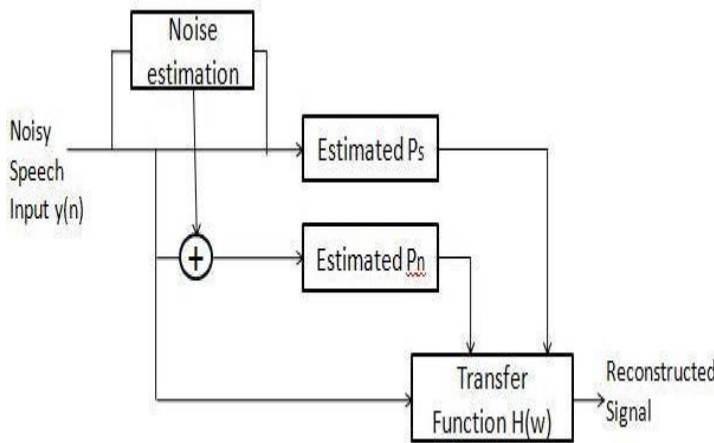 Noise
estimation
Noisy
Speech
Input y(n)
Estimated Ps
+
Estimated Pn
Transfer
Function H(w)
Reconstructed
Signal